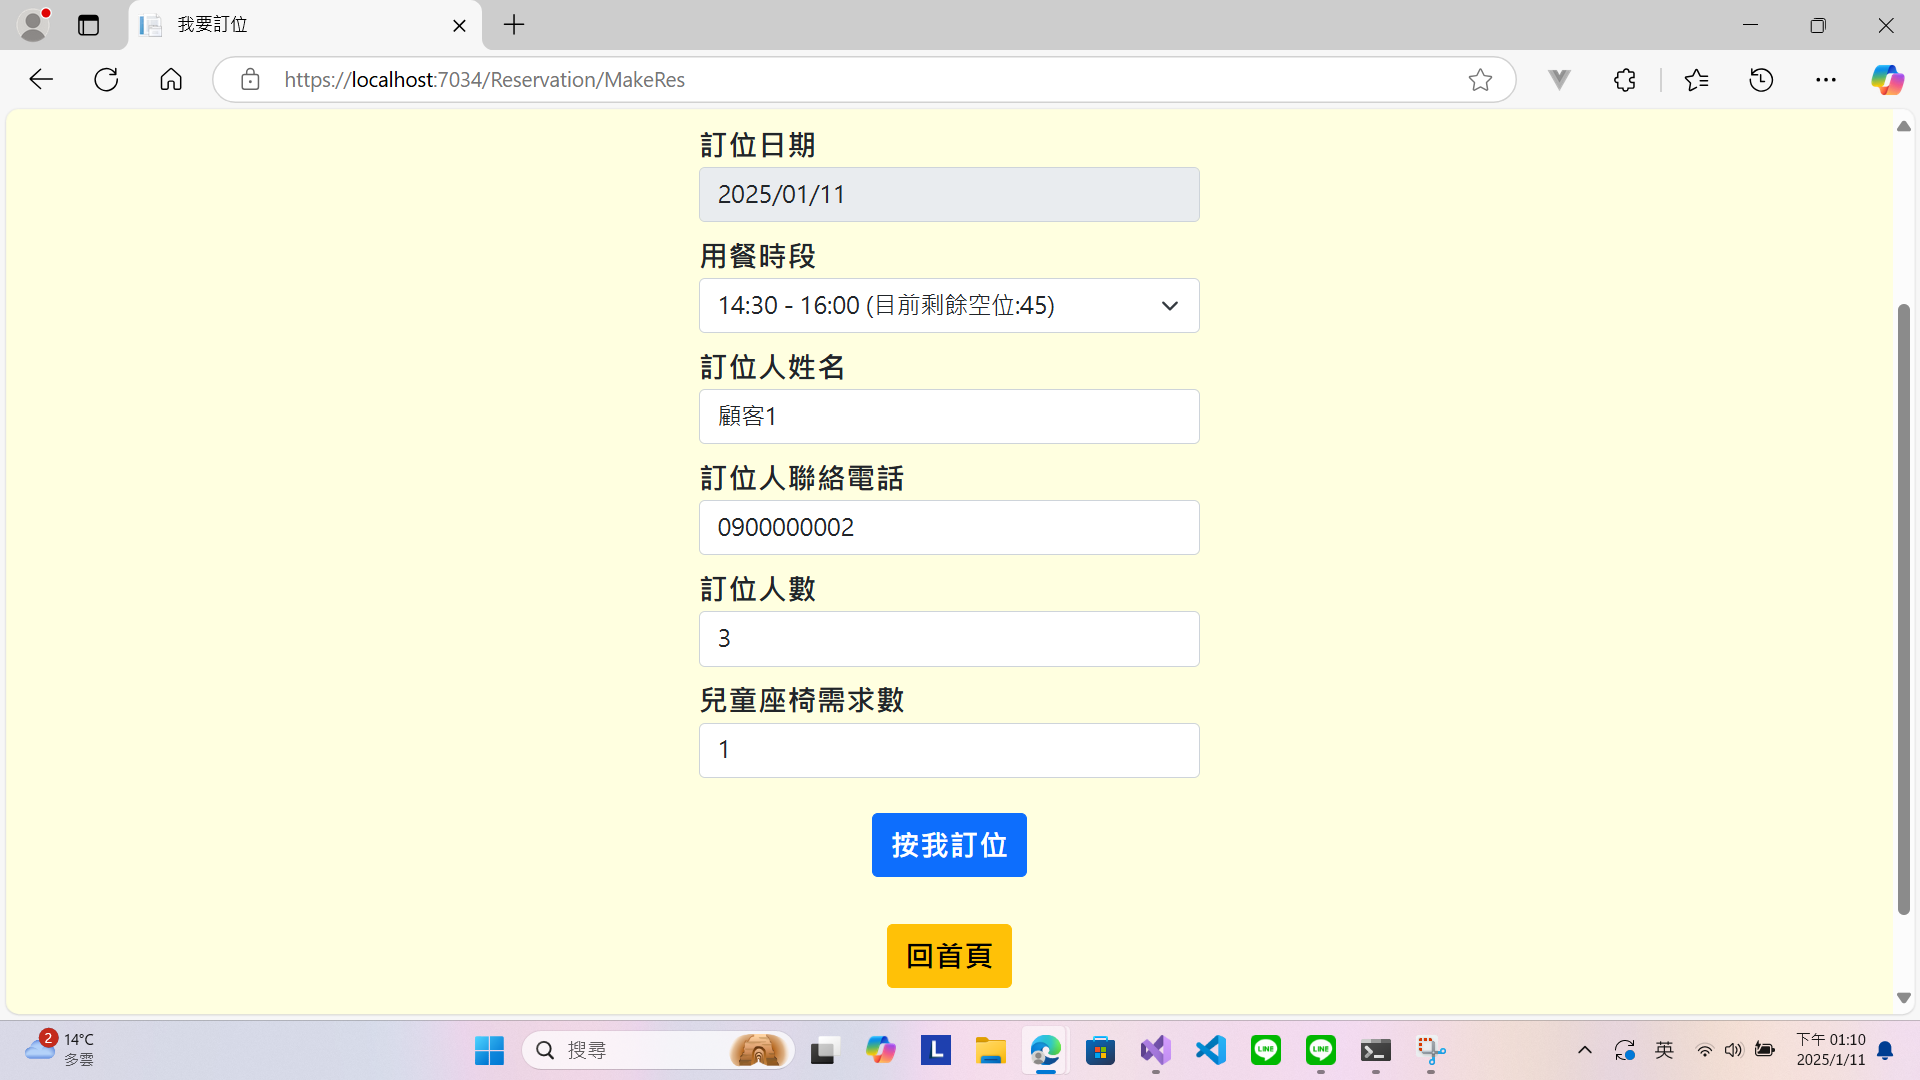 我要訂位
https://localhost:7034/Reservation/MakeRes
訂位日期
2025/01/11
用餐時段
14:30 - 16:00 (目前剩餘空位:45)
訂位人姓名
顧客1
訂位人聯絡電話
0900000002
訂位人數
3
兒童座椅需求數
1
按我訂位
回首頁
2
14°C
多雲
搜尋
L
LINE
LINE
英
下午 01:10
2025/1/11